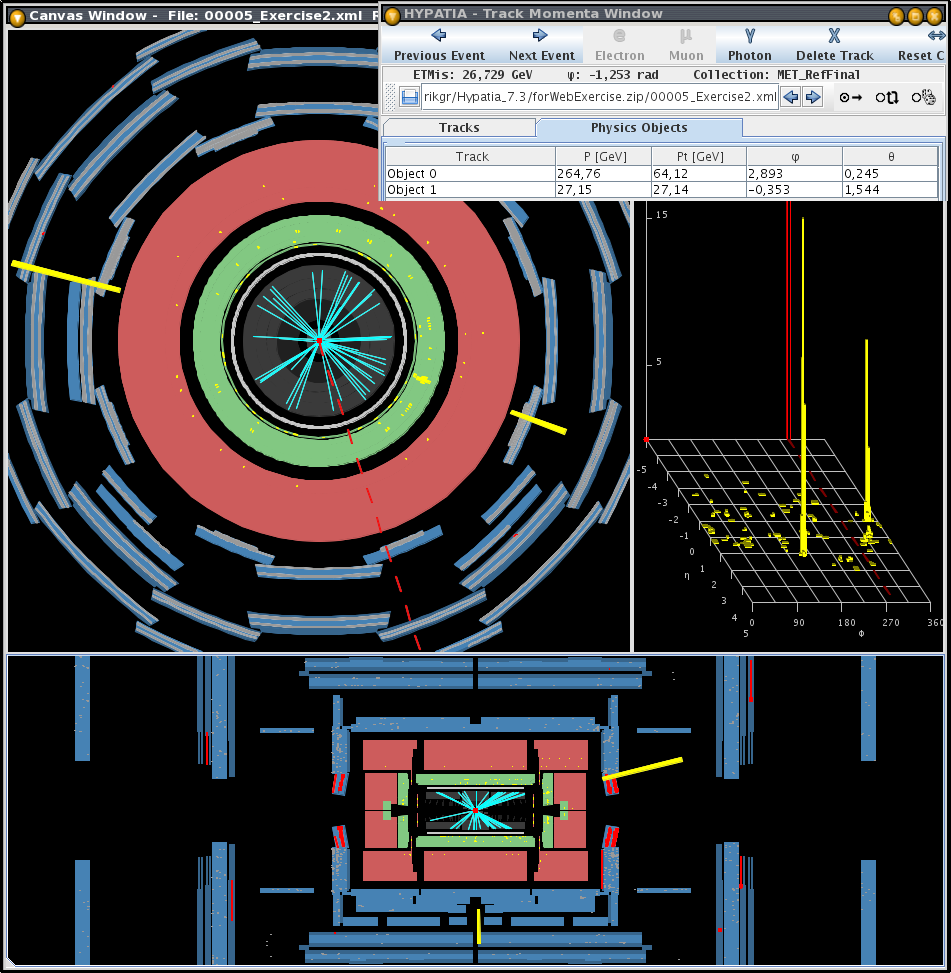 Canvas Window - File: 00005_Exercise2.xml
HYPATIA - Track Momenta Window
Previous Event Next Event Electron Muon Photon Delete Track Reset C
ETMis: 26,729 GeV φ: -1,253 rad Collection: MET_RefFinal
rikgr/Hypatia_7.3/forWebExercise.zip/00005_Exercise2.xml
Tracks Physics Objects
Track P [GeV] Pt [GeV] φ θ
Object 0 264,76 64,12 2,893 0,245
Object 1 27,15 27,14 −0,353 1,544
15
5
-5
-4
-3
-2
-1
0
η 1
2
3
4
5
0 90 180 270 360
Φ